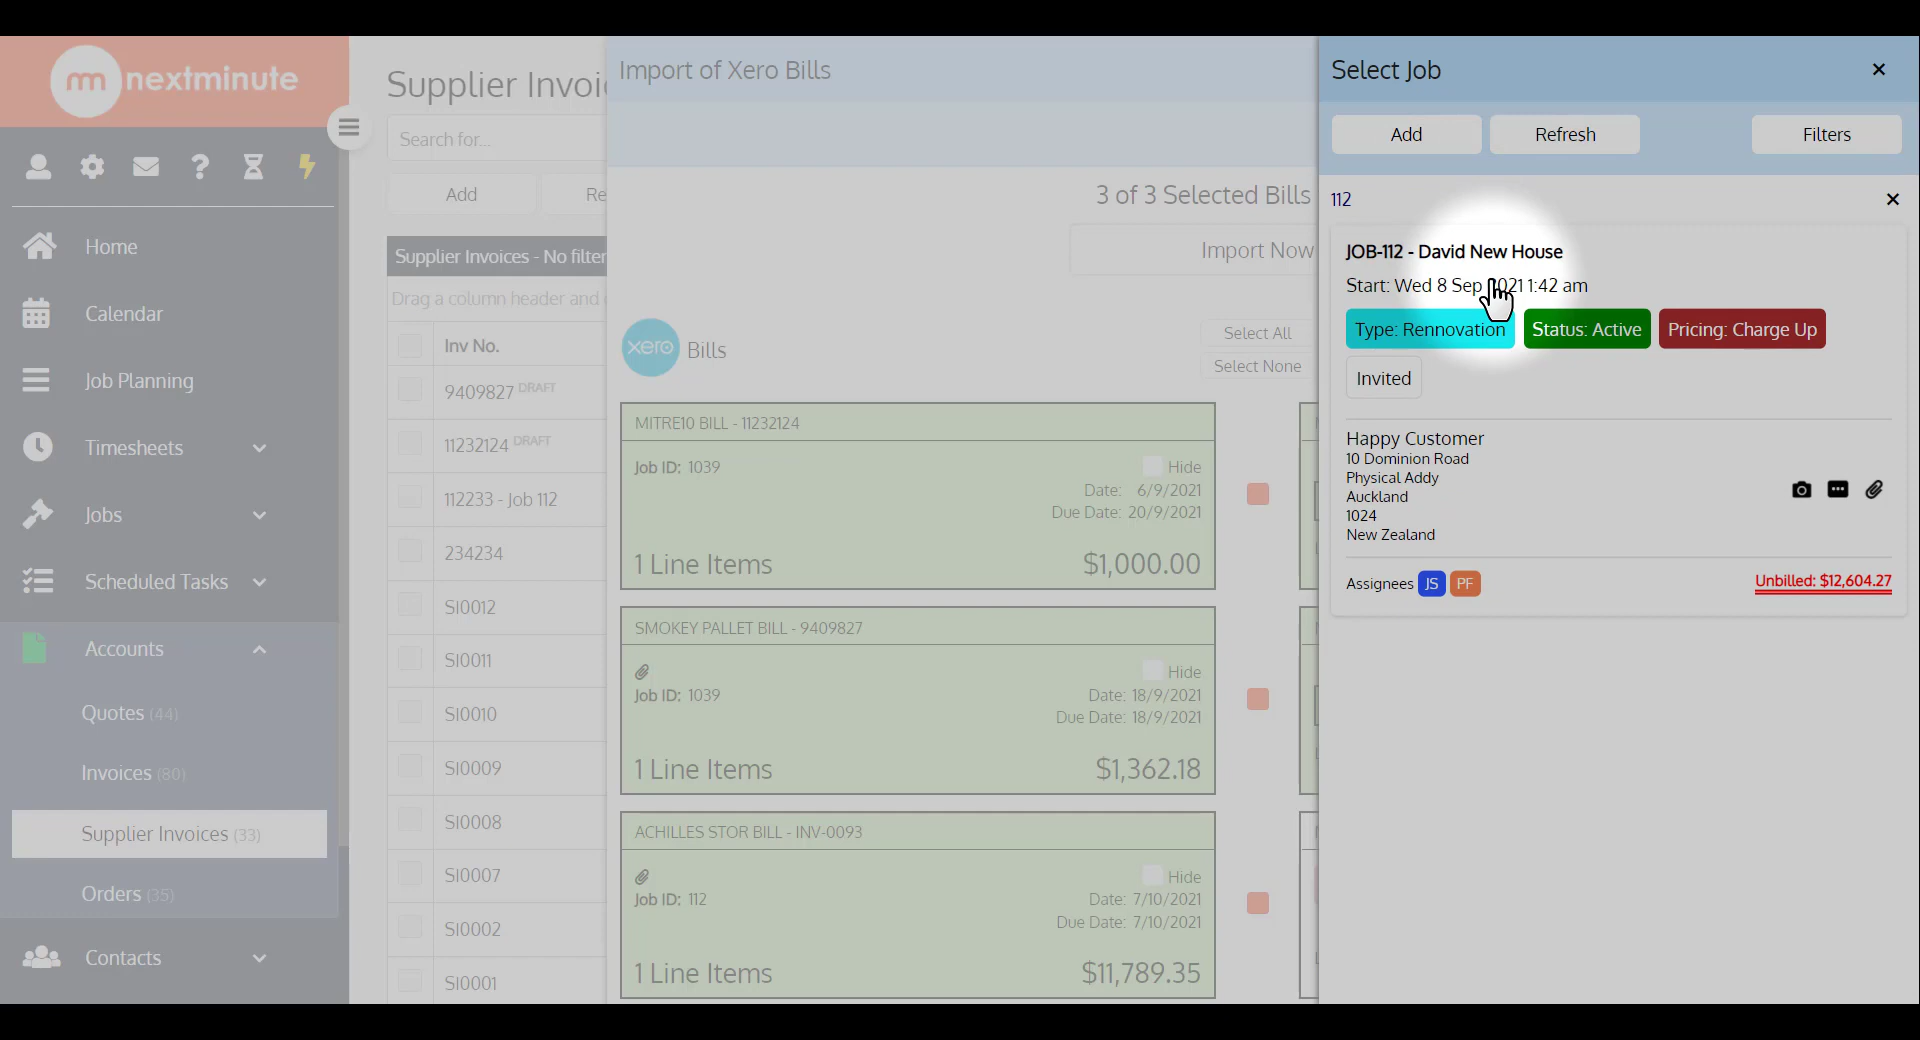 nextminute
Home
Calendar
Job Planning
Timesheets
Jobs
Scheduled Tasks
Accounts
Quotes (44)
Invoices (80)
Supplier Invoices (33)
Orders (35)
Contacts
Supplier Invoi
Search for...
Add
Re
Supplier Invoices - No filter
Drag a column header and
Inv No.
9409827 DRAFT
11232124 DRAFT
112233 - Job 112
234234
SI0012
SI0011
SI0010
SI0009
SI0008
SI0007
SI0002
SI0001
Import of Xero Bills
3 of 3 Selected Bills
Import Now
xero Bills
Select All
Select None
MITRE10 BILL - 11232124
Job ID: 1039
Hide
Date: 6/9/2021
Due Date: 20/9/2021
1 Line Items
$1,000.00
SMOKEY PALLET BILL - 9409827
Job ID: 1039
Hide
Date: 18/9/2021
Due Date: 18/9/2021
1 Line Items
$1,362.18
ACHILLES STOR BILL - INV-0093
Job ID: 112
Hide
Date: 7/10/2021
Due Date: 7/10/2021
1 Line Items
$11,789.35
Select Job
Add
Refresh
Filters
112
JOB-112 - David New House
Start: Wed 8 Sep 2021 1:42 am
Type: Rennovation
Status: Active
Pricing: Charge Up
Invited
Happy Customer
10 Dominion Road
Physical Addy
Auckland
1024
New Zealand
Assignees JS PF
Unbilled: $12,604.27